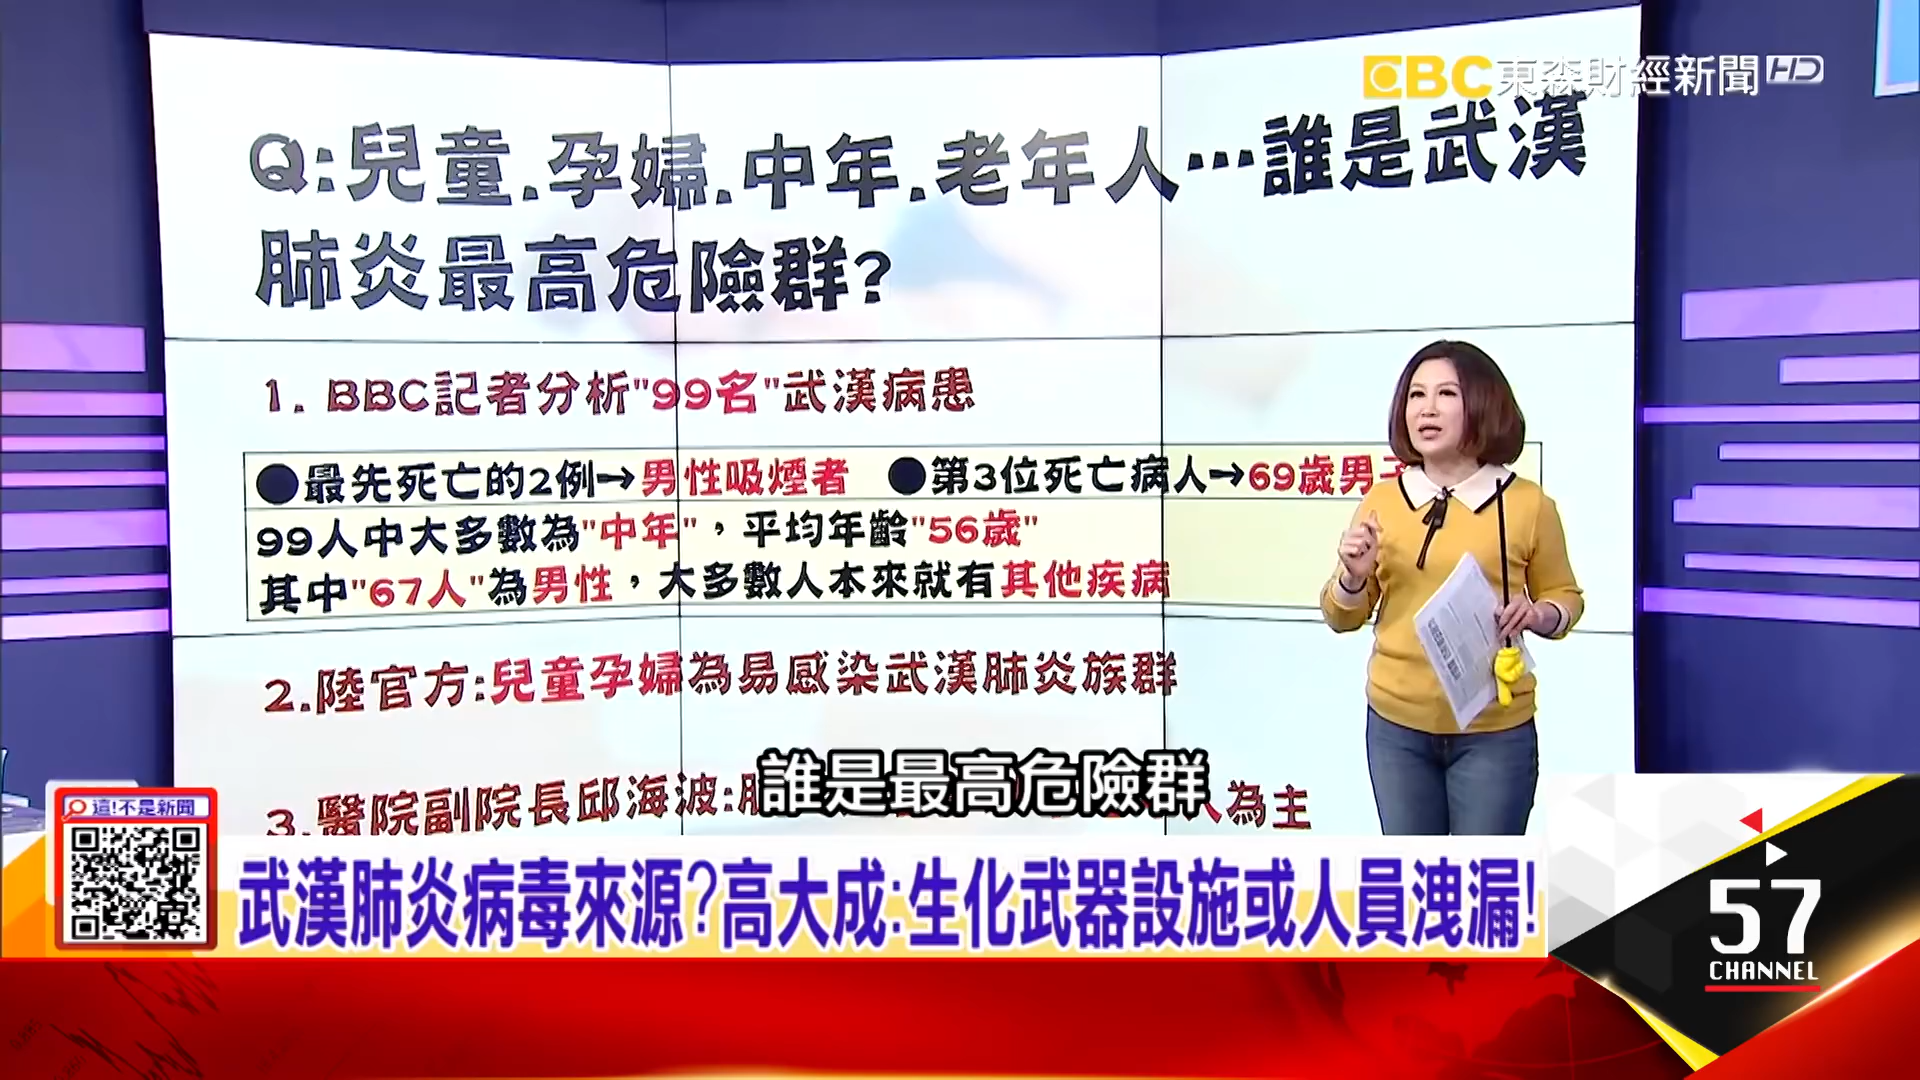 EBC 東森財經新聞 HD
Q:兒童.孕婦.中年.老年人…誰是武漢
肺炎最高危險群?
1. BBC記者分析"99名"武漢病患
●最先死亡的2例→男性吸煙者 ●第3位死亡病人→69歲男子
99人中大多數為"中年"，平均年齡"56歲"
其中"67人"為男性，大多數人本來就有其他疾病
2.陸官方:兒童孕婦為易感染武漢肺炎族群
3.醫院副院長邱海波:
人為主
誰是最高危險群
這!不是新聞
武漢肺炎病毒來源?高大成:生化武器設施或人員洩漏!
57
CHANNEL